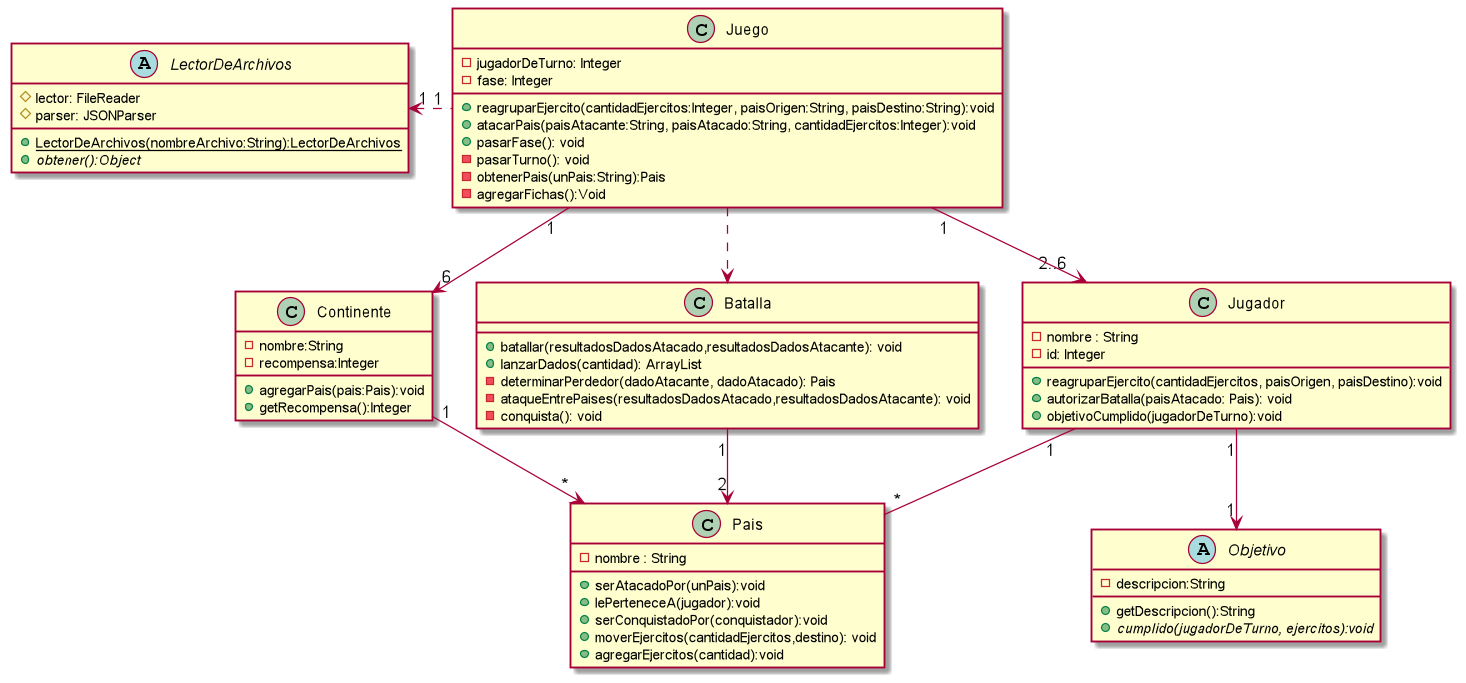 C Juego
jugadorDeTurno: Integer
fase: Integer
reagruparEjercito(cantidadEjercitos:Integer, paisOrigen:String, paisDestino:String):void
atacarPais(paisAtacante:String, paisAtacado:String, cantidadEjercitos:Integer):void
pasarFase(): void
pasarTurno(): void
obtenerPais(unPais:String):Pais
agregarFichas():Void
A LectorDeArchivos
lector: FileReader
parser: JSONParser
LectorDeArchivos(nombreArchivo:String):LectorDeArchivos
obtener():Object
1 1
1
6
1
2..6
C Continente
nombre:String
recompensa:Integer
agregarPais(pais:Pais):void
getRecompensa():Integer
C Batalla
batallar(resultadosDadosAtacado,resultadosDadosAtacante): void
lanzarDados(cantidad): ArrayList
determinarPerdedor(dadoAtacante, dadoAtacado): Pais
ataqueEntrePaises(resultadosDadosAtacado,resultadosDadosAtacante): void
conquista(): void
C Jugador
nombre : String
id: Integer
reagruparEjercito(cantidadEjercitos, paisOrigen, paisDestino):void
autorizarBatalla(paisAtacado: Pais): void
objetivoCumplido(jugadorDeTurno):void
1
*
1
2
1
*
1
1
C Pais
nombre : String
serAtacadoPor(unPais):void
lePerteneceA(jugador):void
serConquistadoPor(conquistador):void
moverEjercitos(cantidadEjercitos,destino): void
agregarEjercitos(cantidad):void
A Objetivo
descripcion:String
getDescripcion():String
cumplido(jugadorDeTurno, ejercitos):void